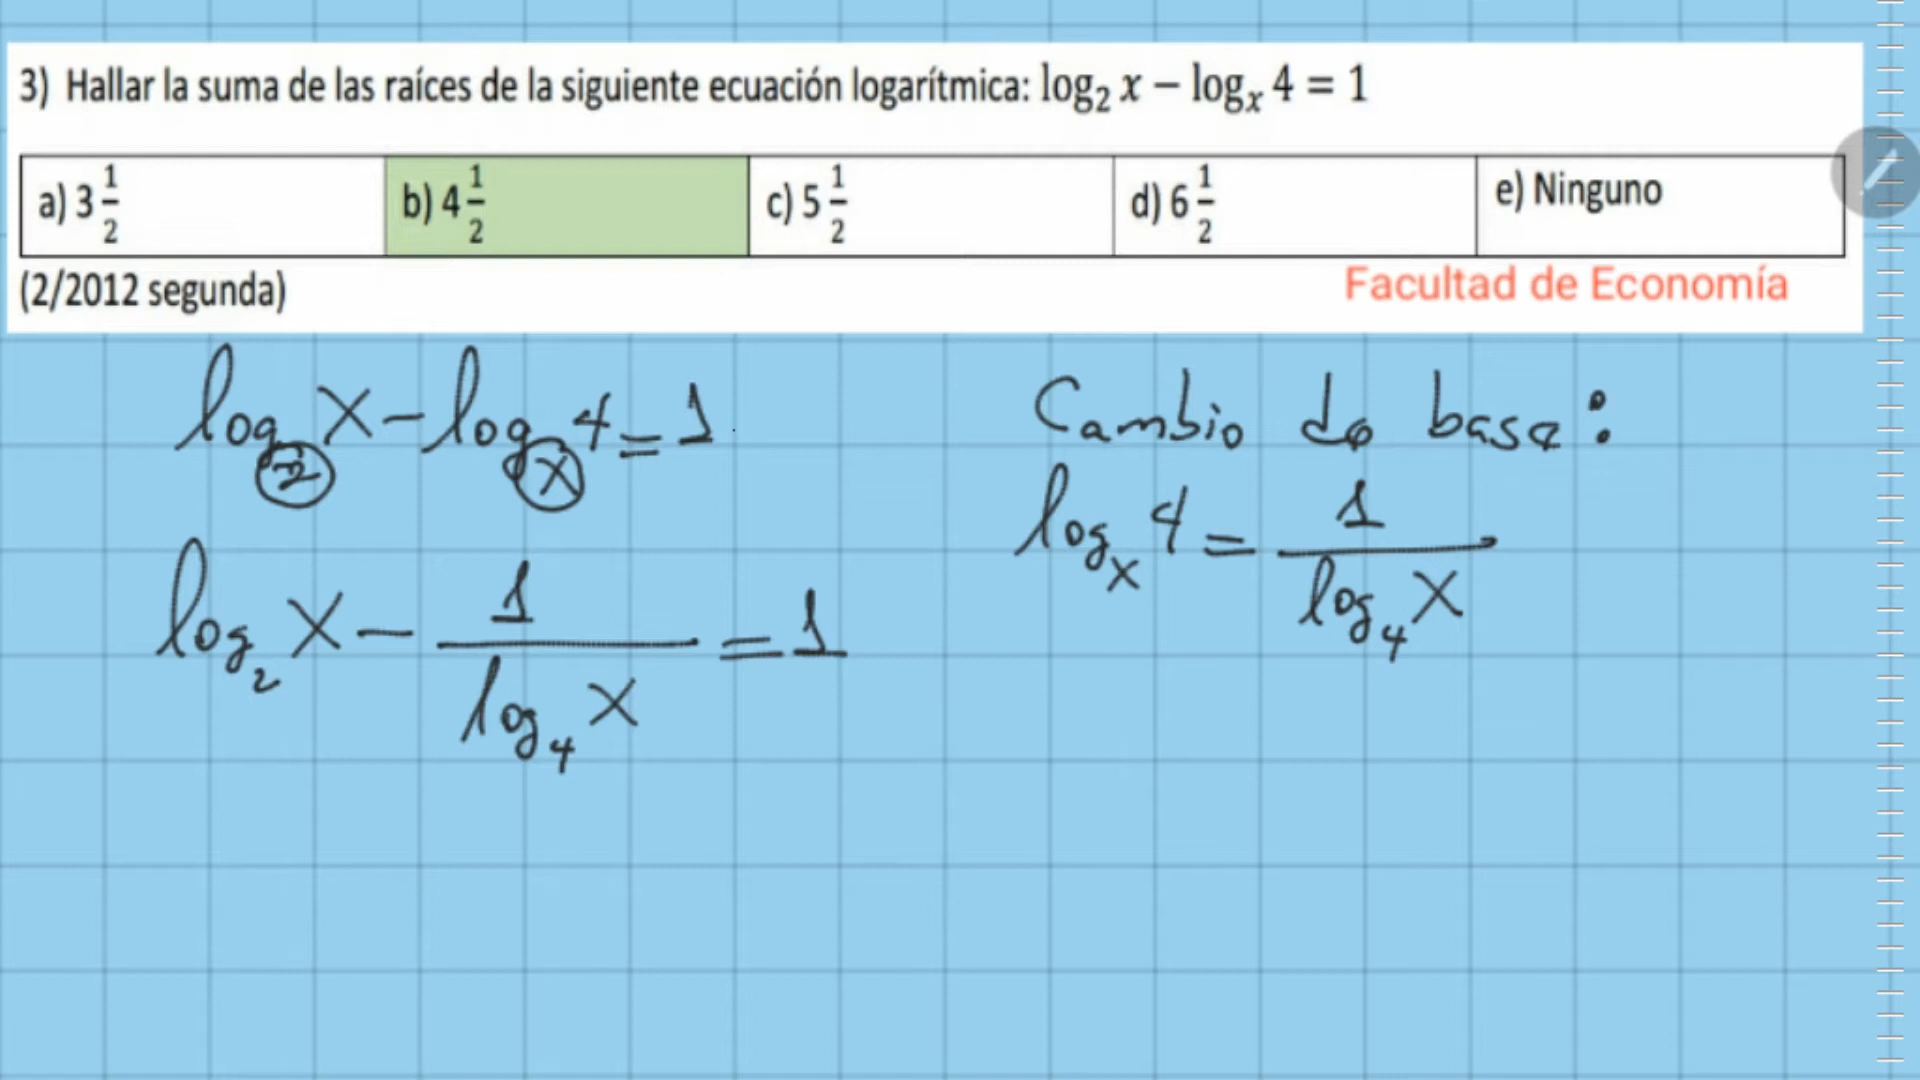 3) Hallar la suma de las raíces de la siguiente ecuación logarítmica: log₂ x − logₓ 4 = 1
a) 3 1/2 b) 4 1/2 c) 5 1/2 d) 6 1/2 e) Ninguno
(2/2012 segunda) Facultad de Economía
log₂ x − logₓ 4 = 1
log₂ x − 1/(log₄ x) = 1
Cambio de base:
logₓ 4 = 1/(log₄ x)